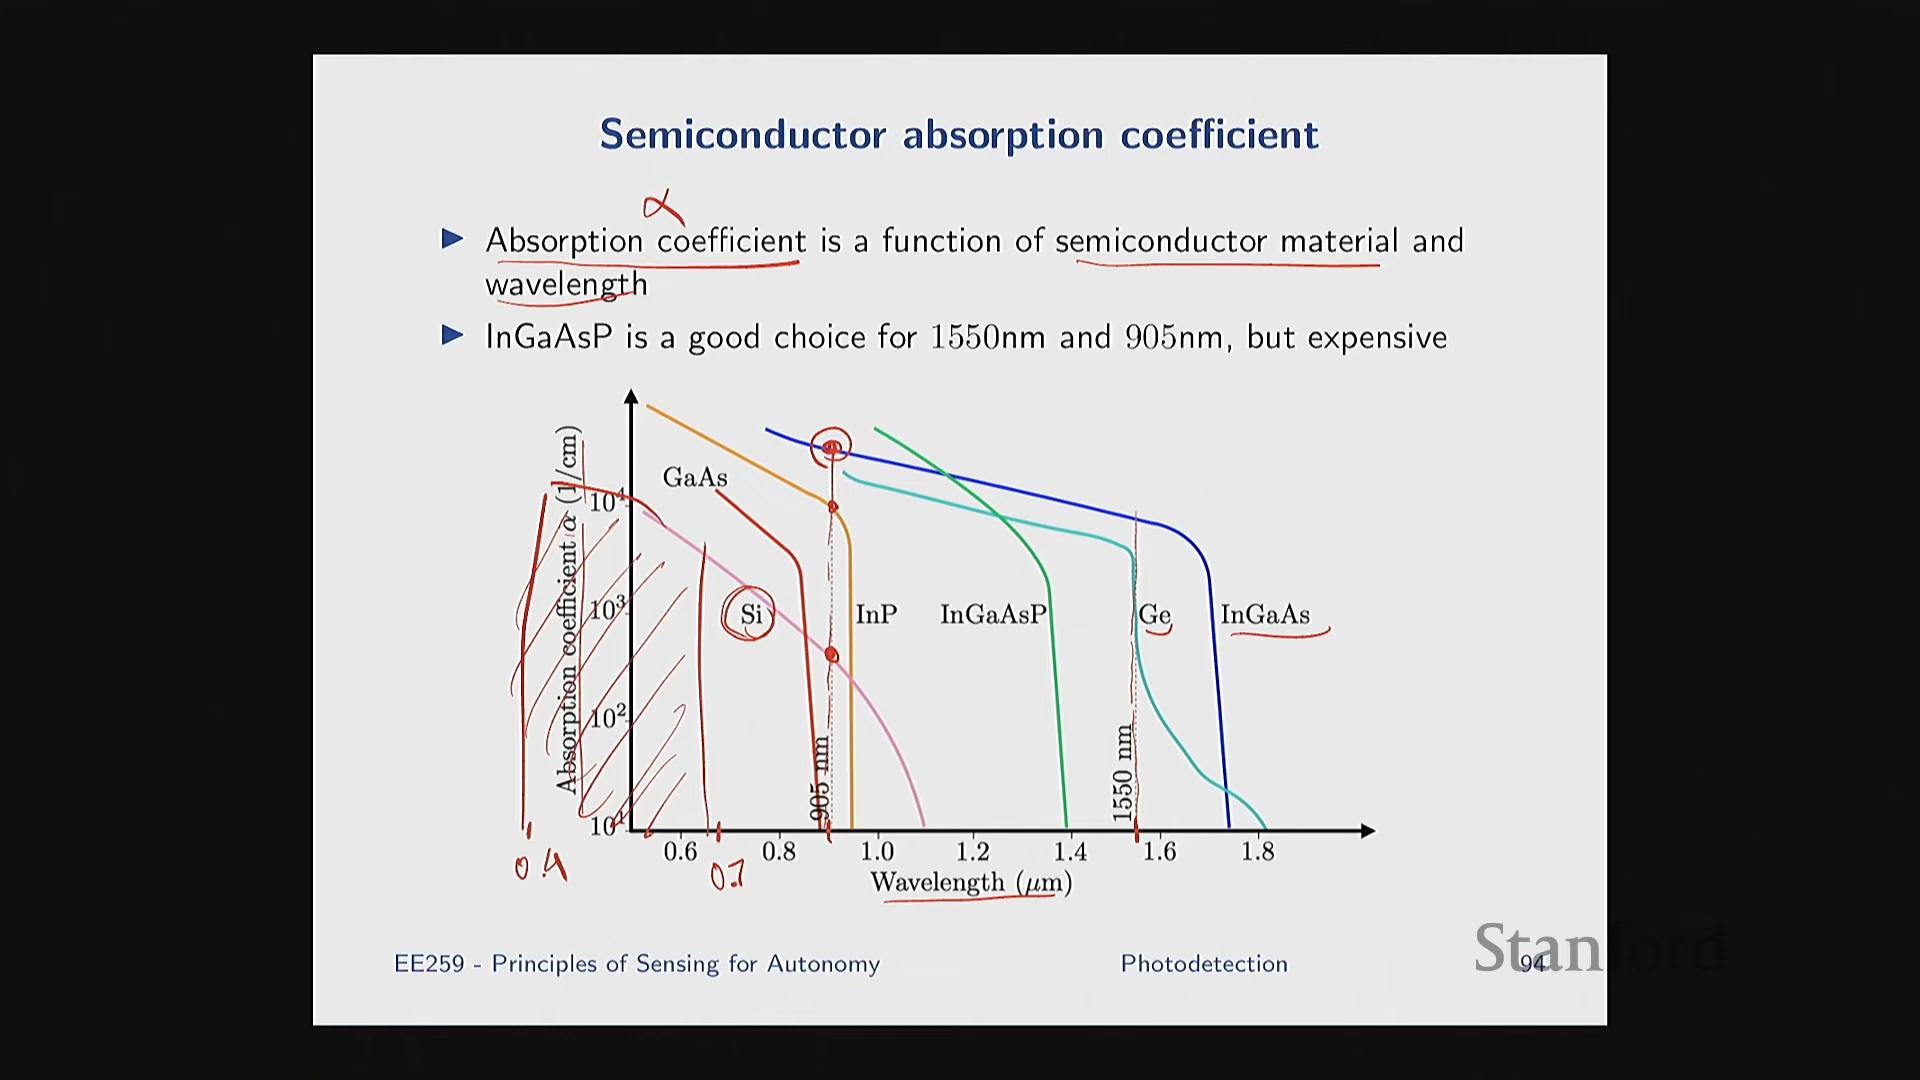 Semiconductor absorption coefficient
α
Absorption coefficient is a function of semiconductor material and
wavelength
InGaAsP is a good choice for 1550nm and 905nm, but expensive
Absorption coefficient α (1/cm)
10⁴
10³
10²
10¹
GaAs
Si
InP
InGaAsP
Ge
InGaAs
905 nm
1550 nm
0.6 0.8 1.0 1.2 1.4 1.6 1.8
0.4 0.7
Wavelength (μm)
EE259 - Principles of Sensing for Autonomy Photodetection 94
Stanford